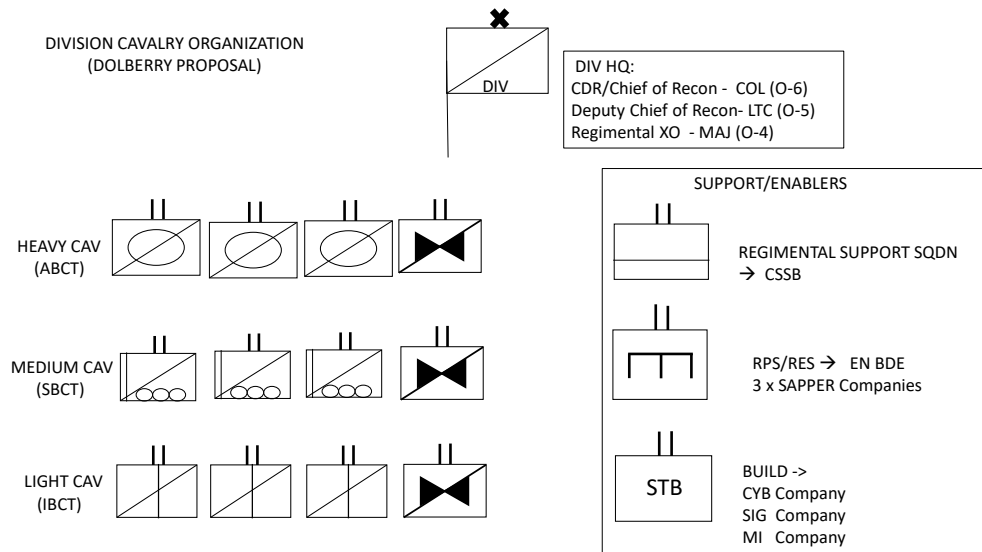 DIVISION CAVALRY ORGANIZATION
(DOLBERRY PROPOSAL)
DIV
DIV HQ:
CDR/Chief of Recon - COL (O-6)
Deputy Chief of Recon- LTC (O-5)
Regimental XO - MAJ (O-4)
HEAVY CAV
(ABCT)
MEDIUM CAV
(SBCT)
LIGHT CAV
(IBCT)
SUPPORT/ENABLERS
REGIMENTAL SUPPORT SQDN
→ CSSB
RPS/RES → EN BDE
3 x SAPPER Companies
STB
BUILD ->
CYB Company
SIG Company
MI Company